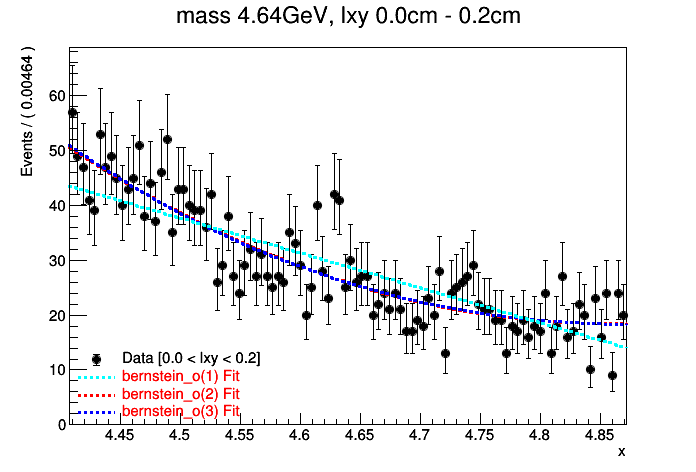 mass 4.64GeV, lxy 0.0cm - 0.2cm
Events / ( 0.00464 )
60
50
40
30
20
10
0
Data [0.0 < lxy < 0.2]
bernstein_o(1) Fit
bernstein_o(2) Fit
bernstein_o(3) Fit
4.45 4.5 4.55 4.6 4.65 4.7 4.75 4.8 4.85
x